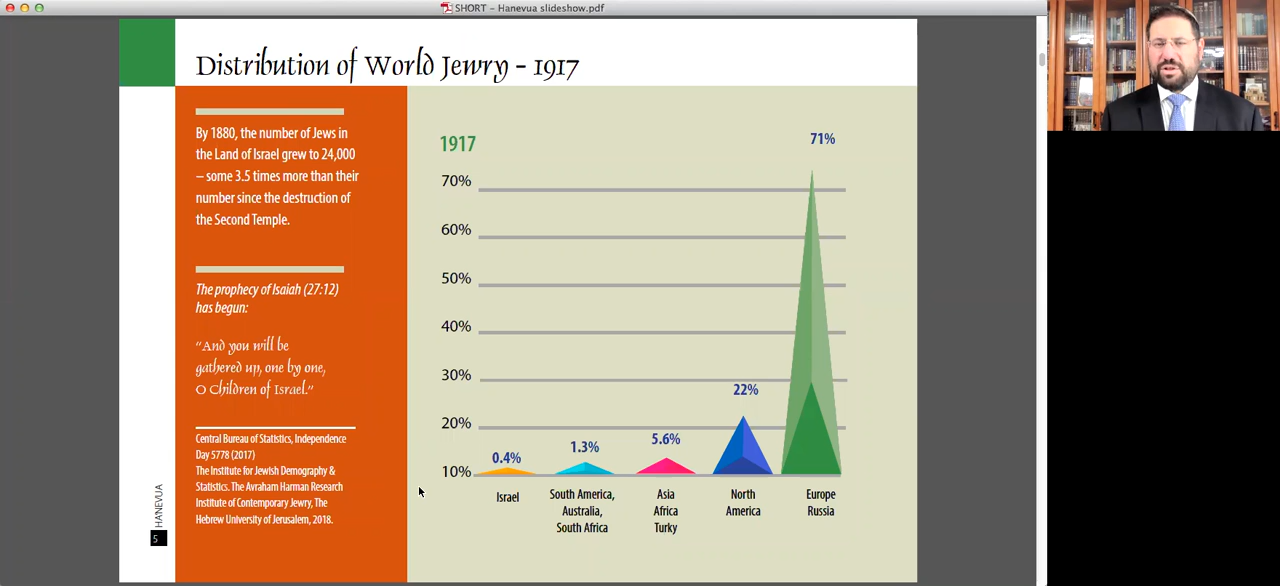 SHORT - Hanevua slideshow.pdf
Distribution of World Jewry - 1917
By 1880, the number of Jews in
the Land of Israel grew to 24,000
– some 3.5 times more than their
number since the destruction of
the Second Temple.
The prophecy of Isaiah (27:12)
has begun:
“And you will be
gathered up, one by one,
O Children of Israel.”
Central Bureau of Statistics, Independence
Day 5778 (2017)
The Institute for Jewish Demography &
Statistics. The Avraham Harman Research
Institute of Contemporary Jewry, The
Hebrew University of Jerusalem, 2018.
HA'NEVUA
5
1917
71%
70%
60%
50%
40%
30%
22%
20%
5.6%
1.3%
0.4%
10%
Israel
South America,
Australia,
South Africa
Asia
Africa
Turky
North
America
Europe
Russia